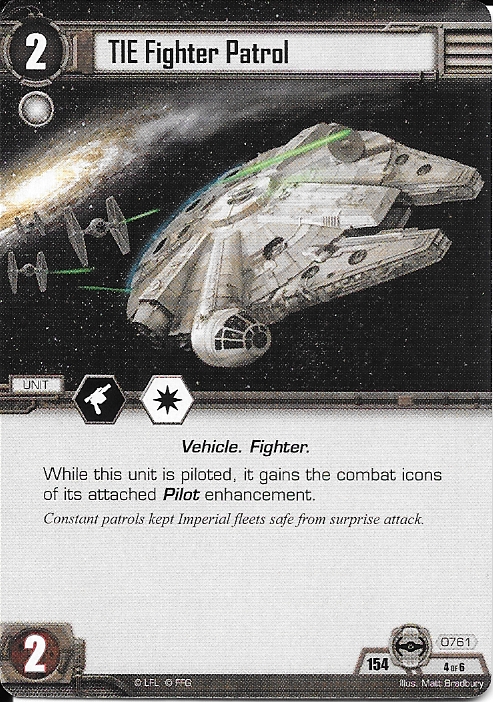 2
TIE Fighter Patrol
UNIT
Vehicle. Fighter.
While this unit is piloted, it gains the combat icons
of its attached Pilot enhancement.
Constant patrols kept Imperial fleets safe from surprise attack.
2
0761
154
4 OF 6
© LFL © FFG
Illus. Matt Bradbury